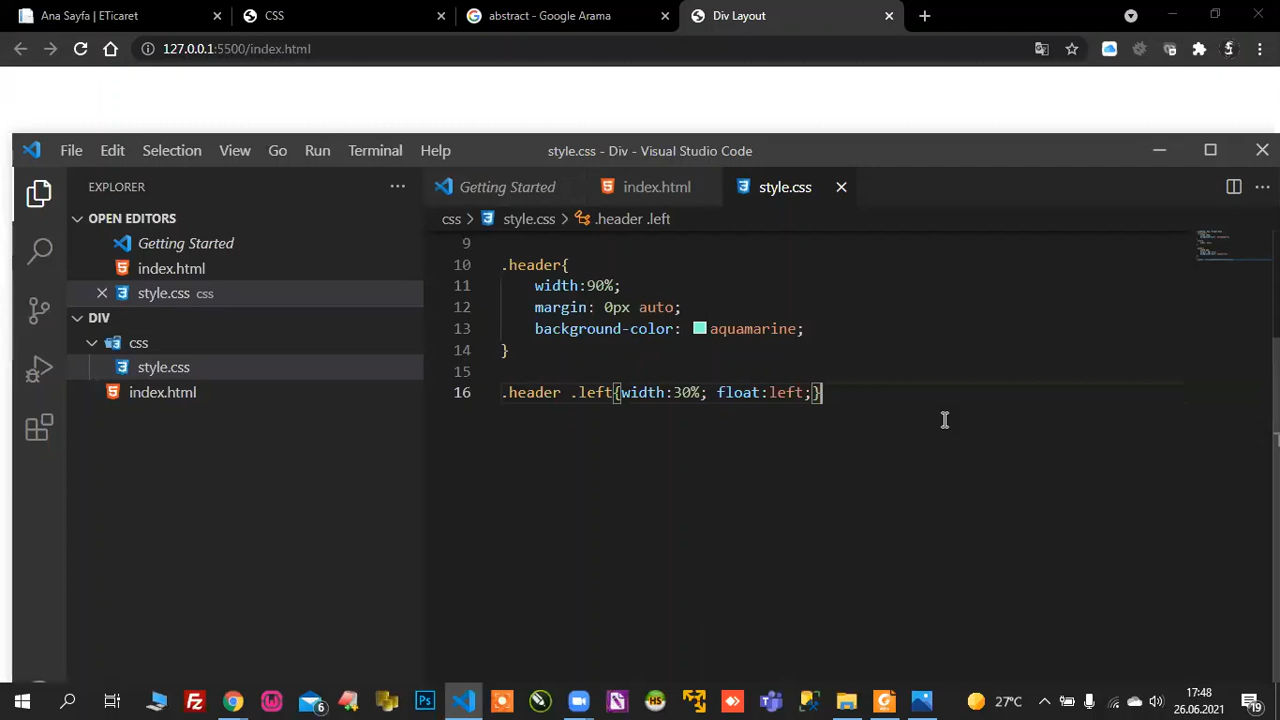 Ana Sayfa | ETicaret
CSS
abstract - Google Arama
Div Layout
127.0.0.1:5500/index.html
File Edit Selection View Go Run Terminal Help
style.css - Div - Visual Studio Code
EXPLORER
Getting Started
index.html
style.css
OPEN EDITORS
css > style.css > .header .left
Getting Started
index.html
style.css css
DIV
css
style.css
index.html
9
10 .header{
11 width:90%;
12 margin: 0px auto;
13 background-color: aquamarine;
14 }
15
16 .header .left{width:30%; float:left;}
Ps
6
HS
27°C
17:48
26.06.2021
19